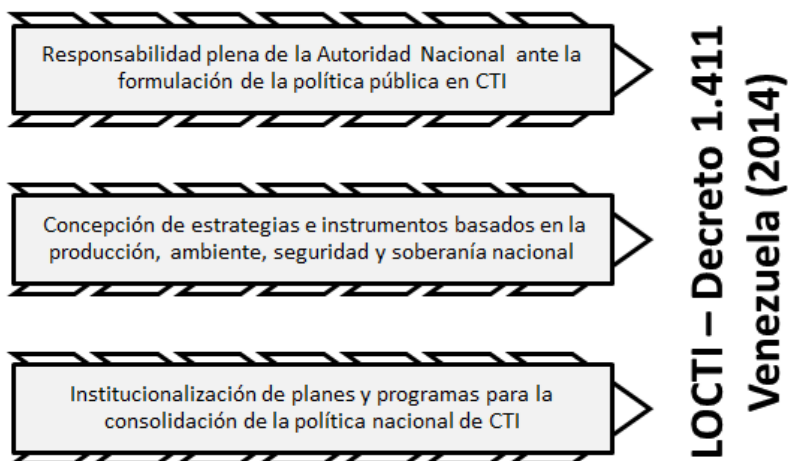 Responsabilidad plena de la Autoridad Nacional ante la
formulación de la política pública en CTI
Concepción de estrategias e instrumentos basados en la
producción, ambiente, seguridad y soberanía nacional
Institucionalización de planes y programas para la
consolidación de la política nacional de CTI
LOCTI – Decreto 1.411
Venezuela (2014)